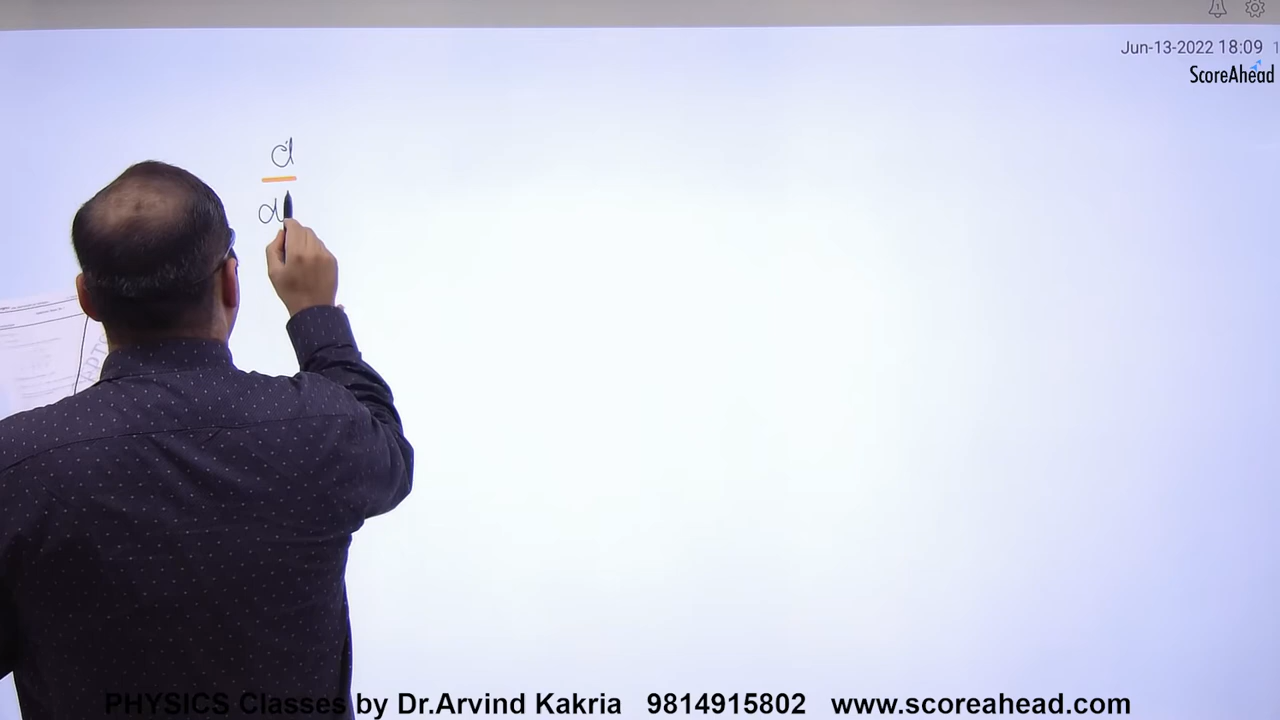 Jun-13-2022 18:09
ScoreAhead
d
d
PHYSICS Classes by Dr.Arvind Kakria 9814915802 www.scoreahead.com